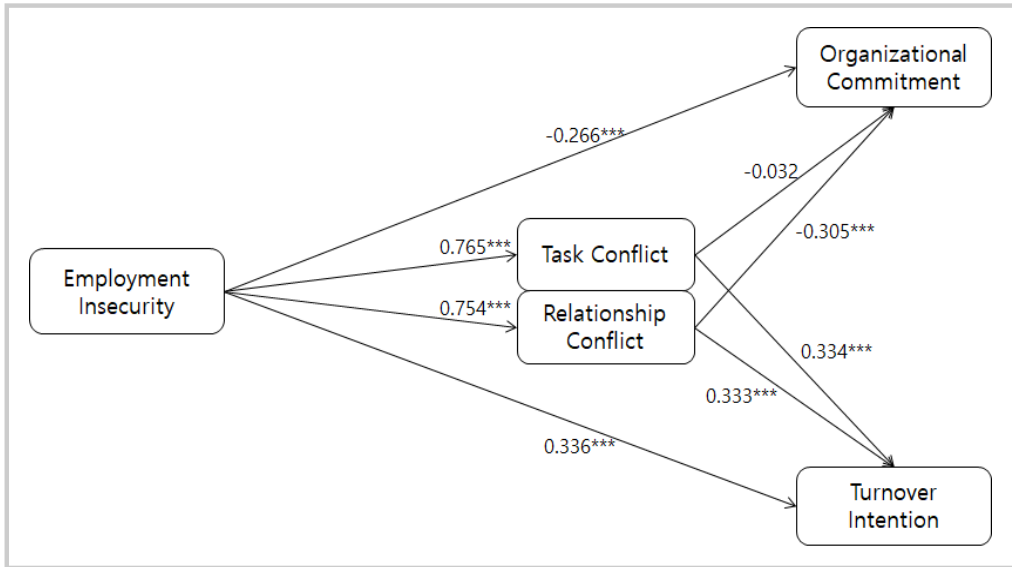 Organizational
Commitment
-0.266***
-0.032
-0.305***
Employment
Insecurity
0.765***
Task Conflict
0.754***
Relationship
Conflict
0.334***
0.333***
0.336***
Turnover
Intention